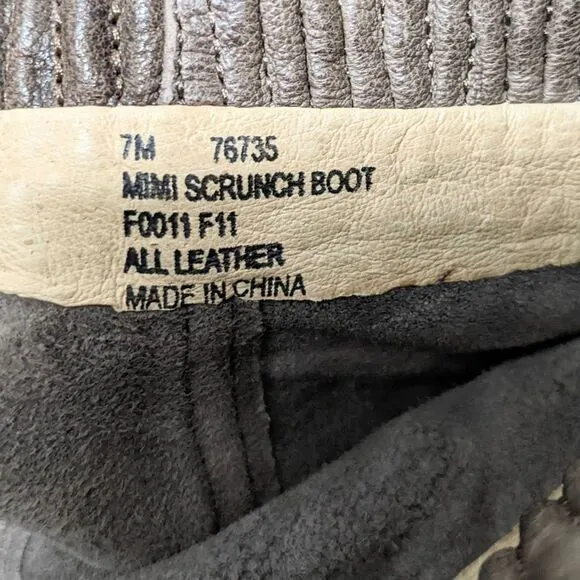 7M 76735
MIMI SCRUNCH BOOT
F0011 F11
ALL LEATHER
MADE IN CHINA